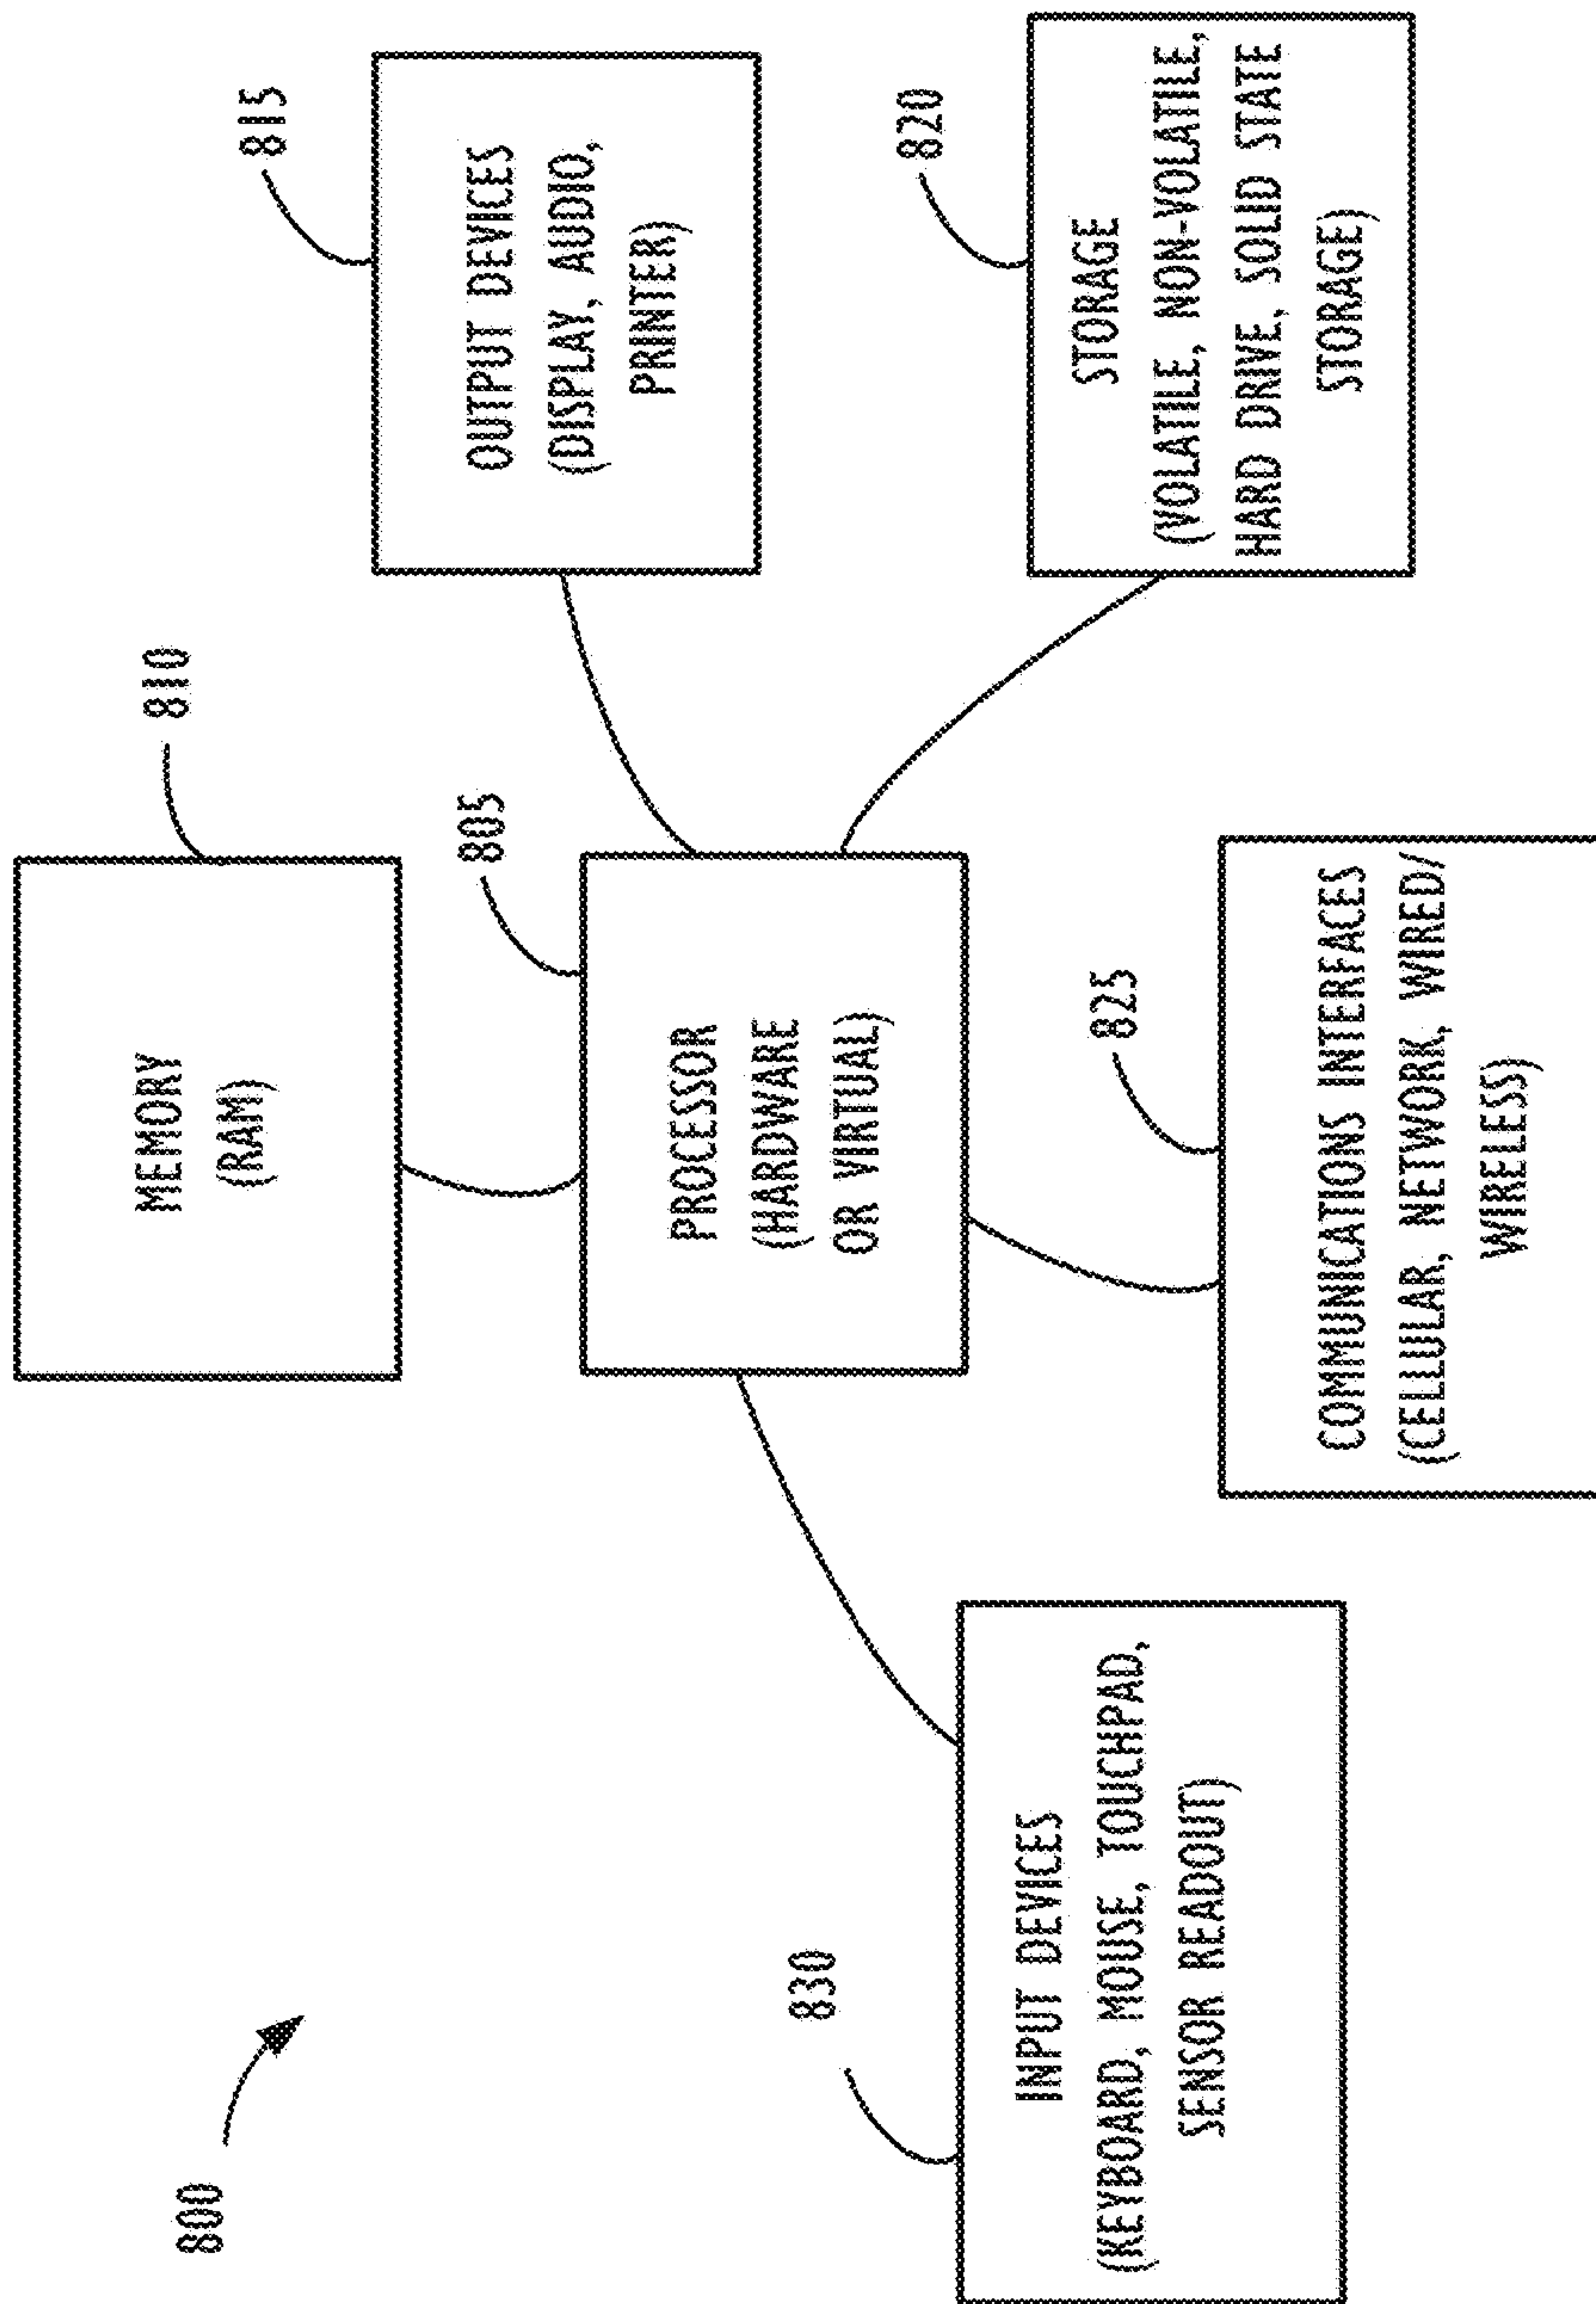 800
810
MEMORY
(RAM)
815
OUTPUT DEVICES
(DISPLAY, AUDIO,
PRINTER)
805
PROCESSOR
(HARDWARE
OR VIRTUAL)
820
STORAGE
(VOLATILE, NON-VOLATILE,
HARD DRIVE, SOLID STATE
STORAGE)
830
INPUT DEVICES
(KEYBOARD, MOUSE, TOUCHPAD,
SENSOR READOUT)
825
COMMUNICATIONS INTERFACES
(CELLULAR, NETWORK, WIRED/
WIRELESS)